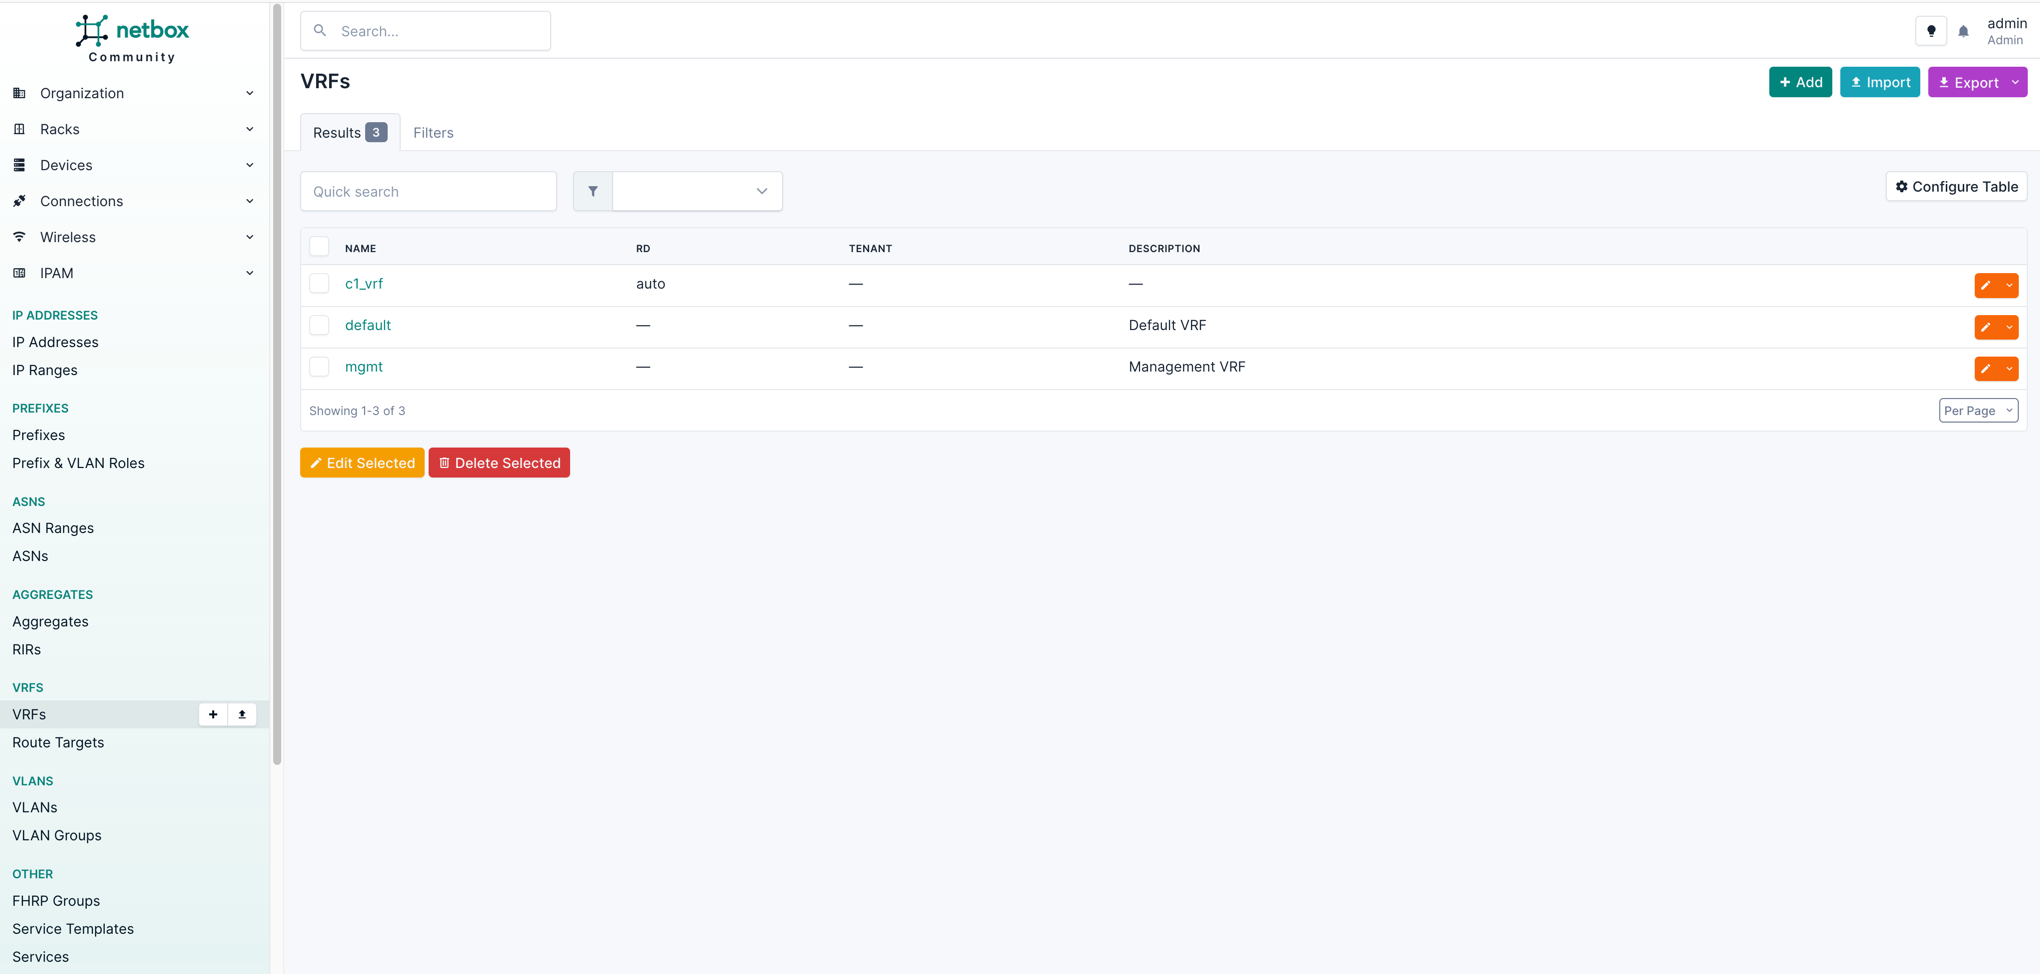 netbox
Community
Search...
admin
Admin
Organization
Racks
Devices
Connections
Wireless
IPAM
IP ADDRESSES
IP Addresses
IP Ranges
PREFIXES
Prefixes
Prefix & VLAN Roles
ASNS
ASN Ranges
ASNs
AGGREGATES
Aggregates
RIRs
VRFS
VRFs
Route Targets
VLANS
VLANs
VLAN Groups
OTHER
FHRP Groups
Service Templates
Services
VRFs
+ Add
Import
Export
Results 3
Filters
Quick search
Configure Table
NAME RD TENANT DESCRIPTION
c1_vrf auto — —
default — — Default VRF
mgmt — — Management VRF
Showing 1-3 of 3
Per Page
Edit Selected
Delete Selected